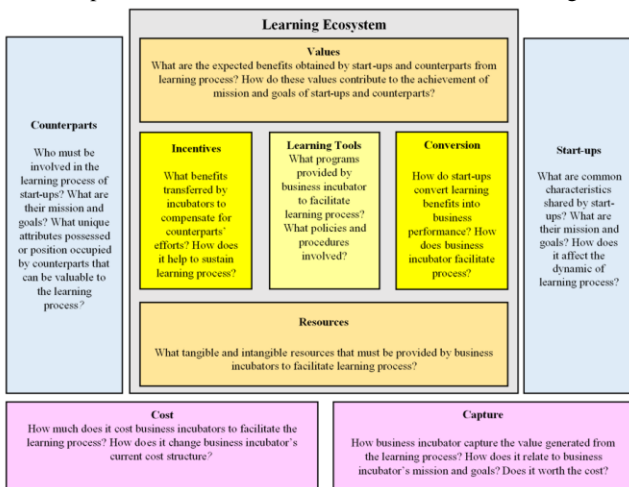 Learning Ecosystem
Values
What are the expected benefits obtained by start-ups and counterparts from
learning process? How do these values contribute to the achievement of
mission and goals of start-ups and counterparts?
Counterparts
Who must be
involved in the
learning process of
start-ups? What are
their mission and
goals? What unique
attributes possessed
or position occupied
by counterparts that
can be valuable to
the learning
process?
Incentives
What benefits
transferred by
incubators to
compensate for
counterparts'
efforts? How does
it help to sustain
learning process?
Learning Tools
What programs
provided by
business incubator
to facilitate
learning process?
What policies and
procedures
involved?
Conversion
How do start-ups
convert learning
benefits into
business
performance? How
does business
incubator facilitate
process?
Start-ups
What are common
characteristics
shared by start-
ups? What are
their mission and
goals? How does
it affect the
dynamic of
learning process?
Resources
What tangible and intangible resources that must be provided by business
incubators to facilitate learning process?
Cost
How much does it cost business incubators to facilitate the
learning process? How does it change business incubator's
current cost structure?
Capture
How business incubator capture the value generated from
the learning process? How does it relate to business
incubator's mission and goals? Does it worth the cost?